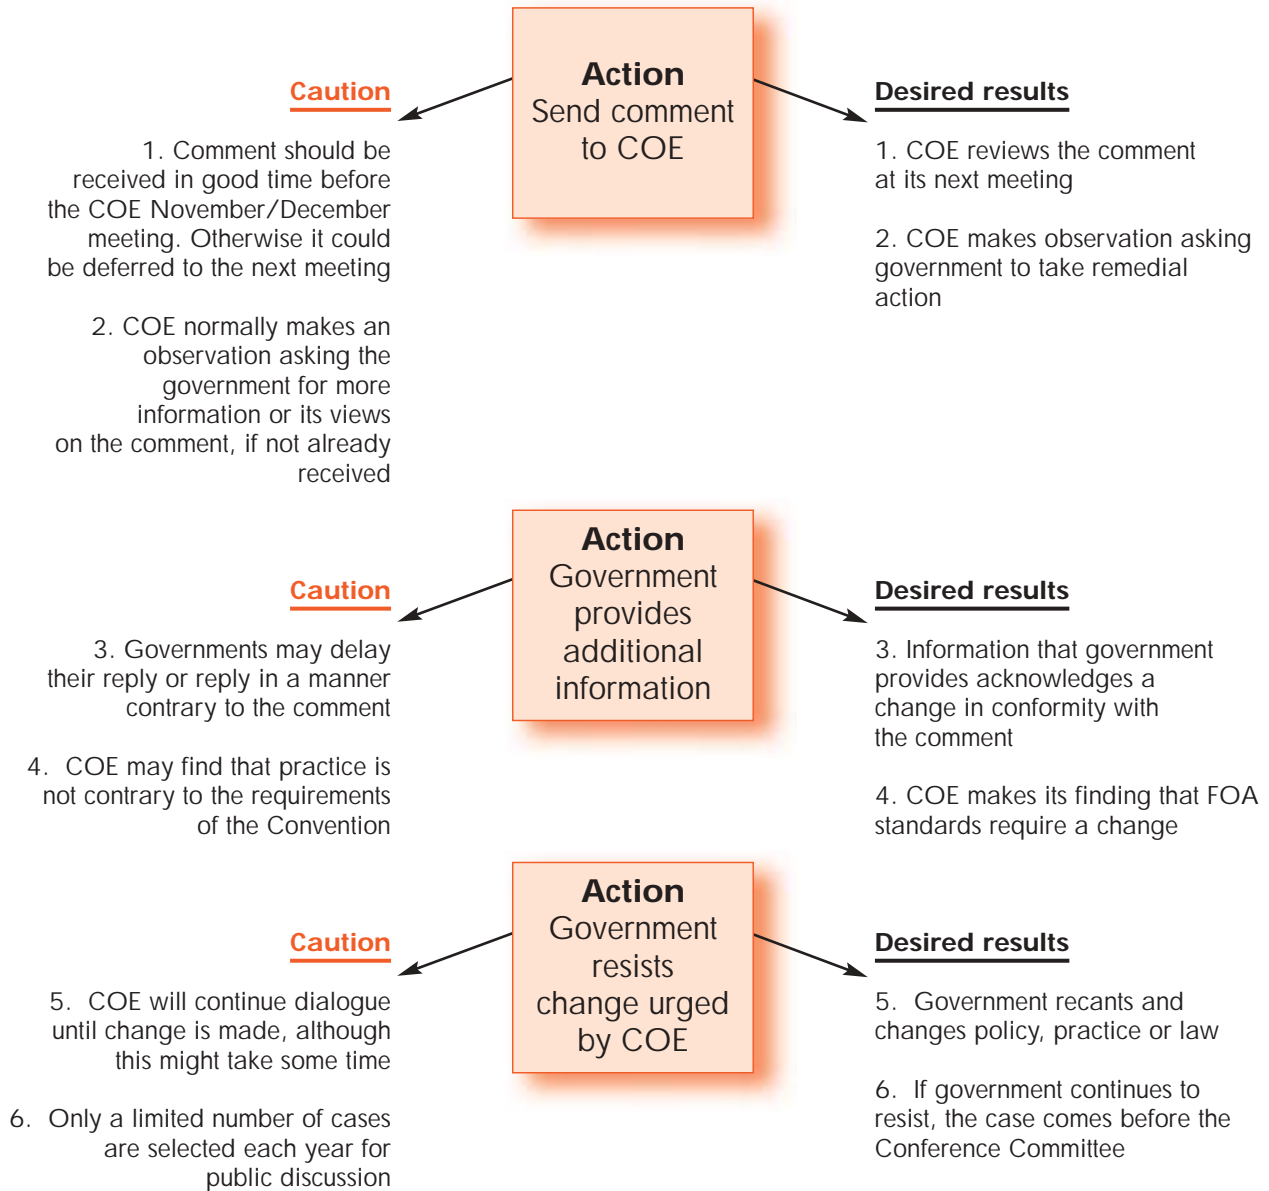 Action
Send comment
to COE
Caution
1. Comment should be
received in good time before
the COE November/December
meeting. Otherwise it could
be deferred to the next meeting
2. COE normally makes an
observation asking the
government for more
information or its views
on the comment, if not already
received
Desired results
1. COE reviews the comment
at its next meeting
2. COE makes observation asking
government to take remedial
action
Action
Government
provides
additional
information
Caution
3. Governments may delay
their reply or reply in a manner
contrary to the comment
4. COE may find that practice is
not contrary to the requirements
of the Convention
Desired results
3. Information that government
provides acknowledges a
change in conformity with
the comment
4. COE makes its finding that FOA
standards require a change
Action
Government
resists
change urged
by COE
Caution
5. COE will continue dialogue
until change is made, although
this might take some time
6. Only a limited number of cases
are selected each year for
public discussion
Desired results
5. Government recants and
changes policy, practice or law
6. If government continues to
resist, the case comes before the
Conference Committee